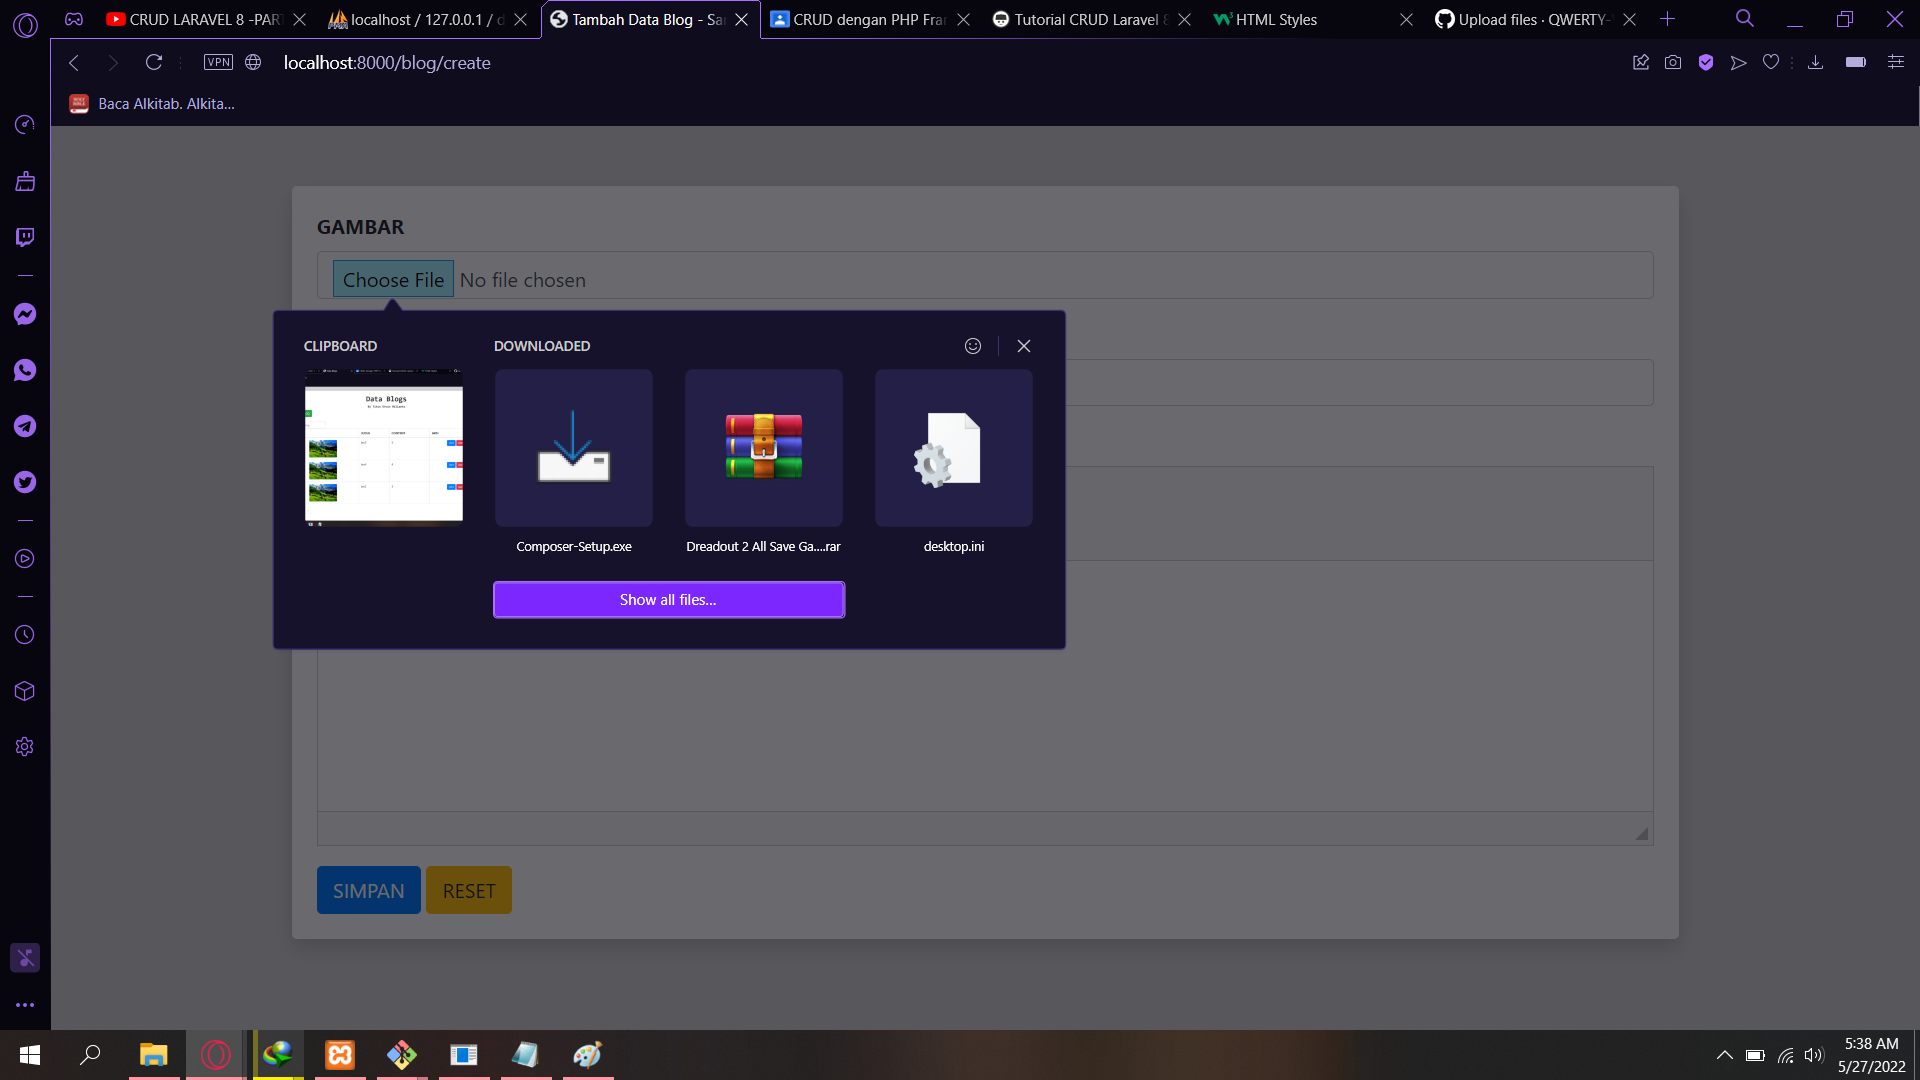 CRUD LARAVEL 8 -PAR
localhost / 127.0.0.1 / d
Tambah Data Blog - Sa
CRUD dengan PHP Fra
Tutorial CRUD Laravel 8
HTML Styles
Upload files · QWERTY-
VPN
localhost:8000/blog/create
Baca Alkitab. Alkita...
GAMBAR
Choose File
No file chosen
CLIPBOARD
DOWNLOADED
Data Blogs
Composer-Setup.exe
Dreadout 2 All Save Ga....rar
desktop.ini
Show all files...
SIMPAN
RESET
5:38 AM
5/27/2022